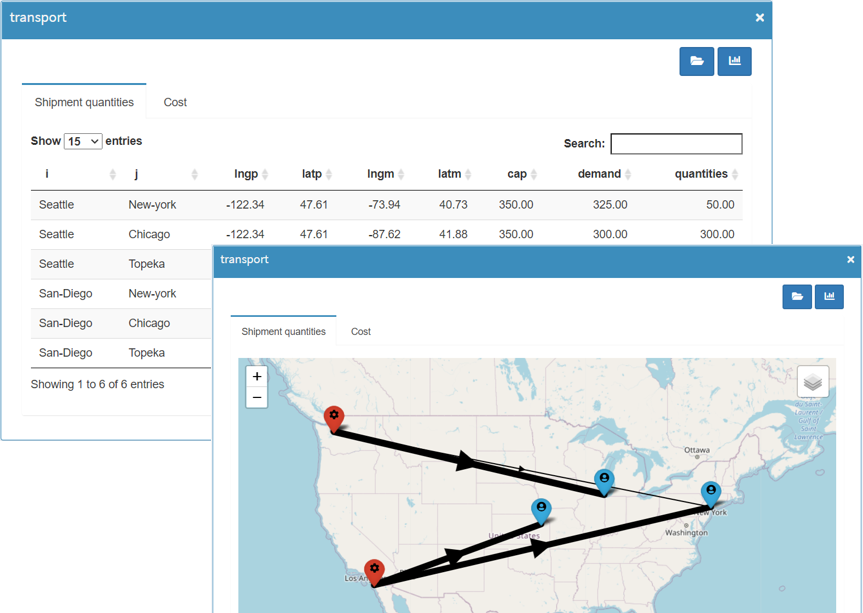 transport ×
Shipment quantities Cost
Show 15 entries Search:
i j lngp latp lngm latm cap demand quantities
Seattle New-york -122.34 47.61 -73.94 40.73 350.00 325.00 50.00
Seattle Chicago -122.34 47.61 -87.62 41.88 350.00 300.00 300.00
Seattle Topeka
San-Diego New-york
San-Diego Chicago
San-Diego Topeka
Showing 1 to 6 of 6 entries
transport ×
Shipment quantities Cost
+
−
du Saint-
Laurent /
Gulf of
Saint
Lawrence
Ottawa
New York
Washington
Los An